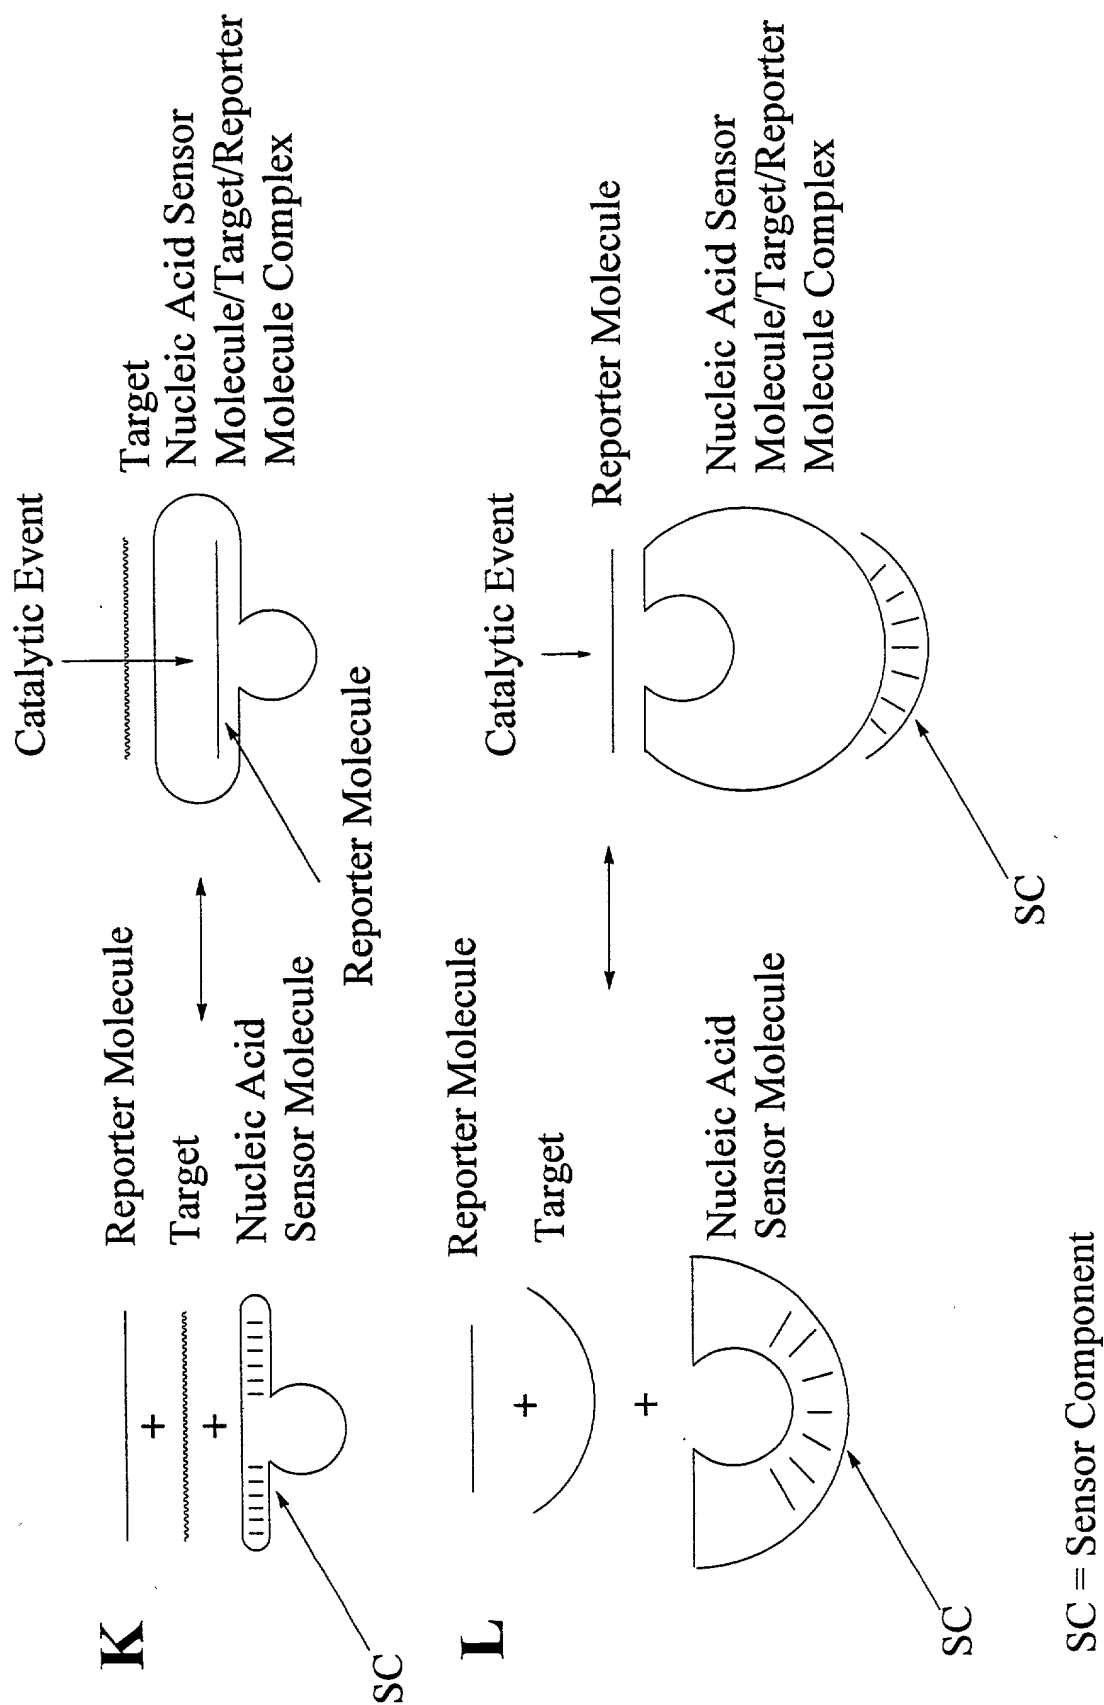 K
Reporter Molecule
+
Target
+
Nucleic Acid
Sensor Molecule
SC
Catalytic Event
Target
Nucleic Acid Sensor
Molecule/Target/Reporter
Molecule Complex
Reporter Molecule
L
Reporter Molecule
+
Target
+
Nucleic Acid
Sensor Molecule
SC
Catalytic Event
Reporter Molecule
Nucleic Acid Sensor
Molecule/Target/Reporter
Molecule Complex
SC
SC = Sensor Component